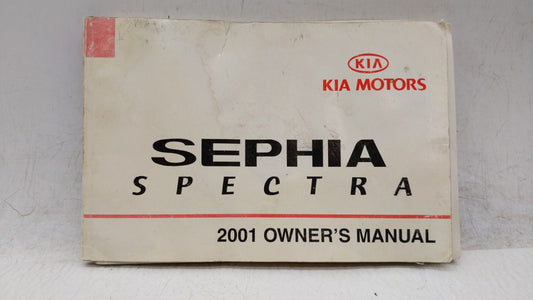 KIA
KIA MOTORS
SEPHIA
SPECTRA
2001 OWNER'S MANUAL